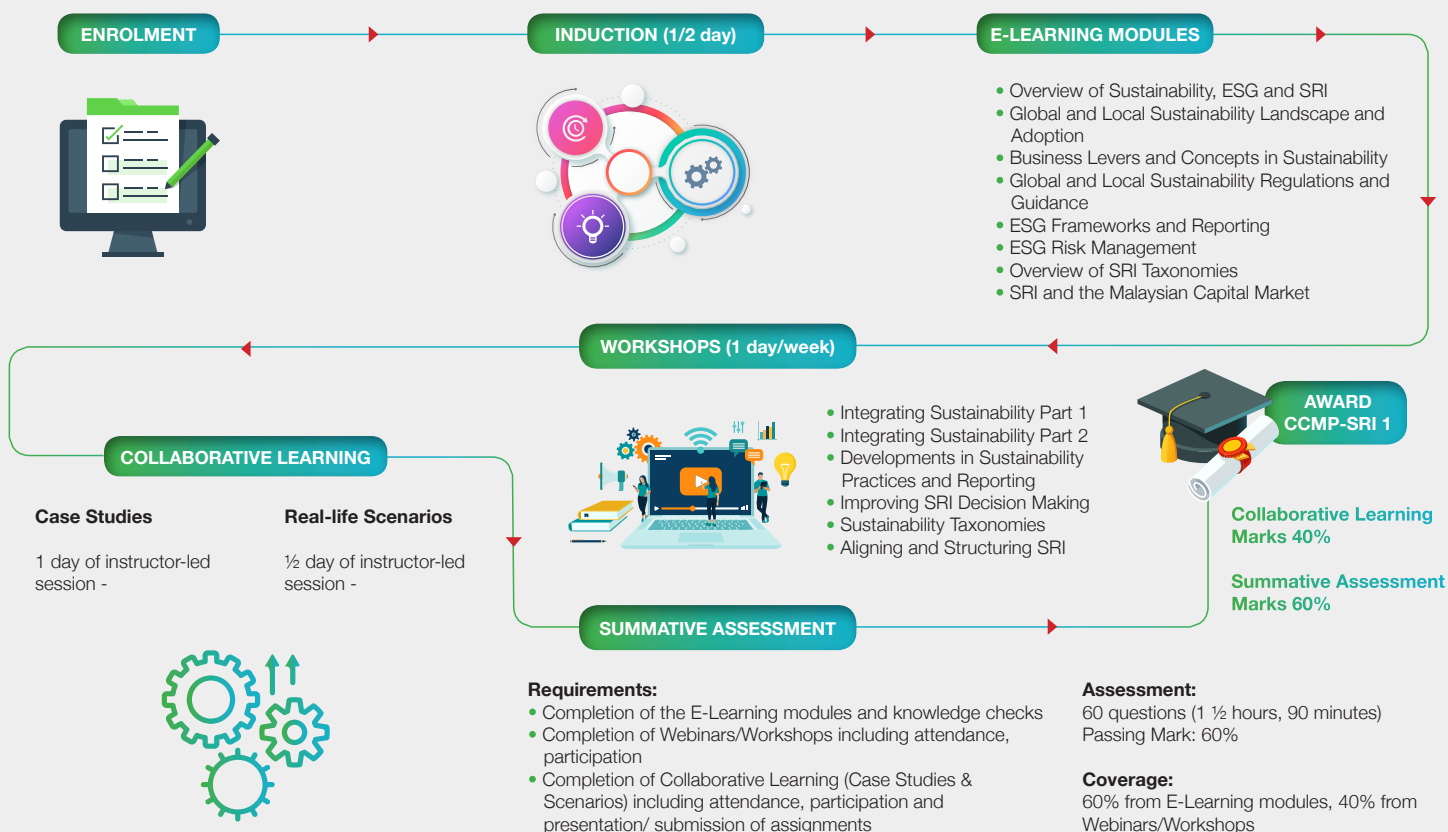 ENROLMENT
INDUCTION (1/2 day)
E-LEARNING MODULES
• Overview of Sustainability, ESG and SRI
• Global and Local Sustainability Landscape and
Adoption
• Business Levers and Concepts in Sustainability
• Global and Local Sustainability Regulations and
Guidance
• ESG Frameworks and Reporting
• ESG Risk Management
• Overview of SRI Taxonomies
• SRI and the Malaysian Capital Market
WORKSHOPS (1 day/week)
• Integrating Sustainability Part 1
• Integrating Sustainability Part 2
• Developments in Sustainability
Practices and Reporting
• Improving SRI Decision Making
• Sustainability Taxonomies
• Aligning and Structuring SRI
COLLABORATIVE LEARNING
Case Studies
1 day of instructor-led
session -
Real-life Scenarios
½ day of instructor-led
session -
SUMMATIVE ASSESSMENT
Requirements:
• Completion of the E-Learning modules and knowledge checks
• Completion of Webinars/Workshops including attendance,
participation
• Completion of Collaborative Learning (Case Studies &
Scenarios) including attendance, participation and
presentation/ submission of assignments
Assessment:
60 questions (1 ½ hours, 90 minutes)
Passing Mark: 60%
Coverage:
60% from E-Learning modules, 40% from
Webinars/Workshops
AWARD
CCMP-SRI 1
Collaborative Learning
Marks 40%
Summative Assessment
Marks 60%